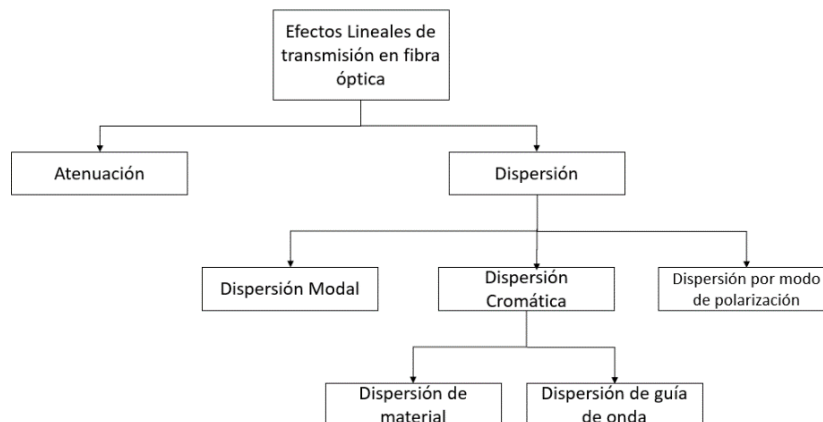 Efectos Lineales de
transmisión en fibra
óptica
Atenuación
Dispersión
Dispersión Modal
Dispersión
Cromática
Dispersión por modo
de polarización
Dispersión de
material
Dispersión de guía
de onda